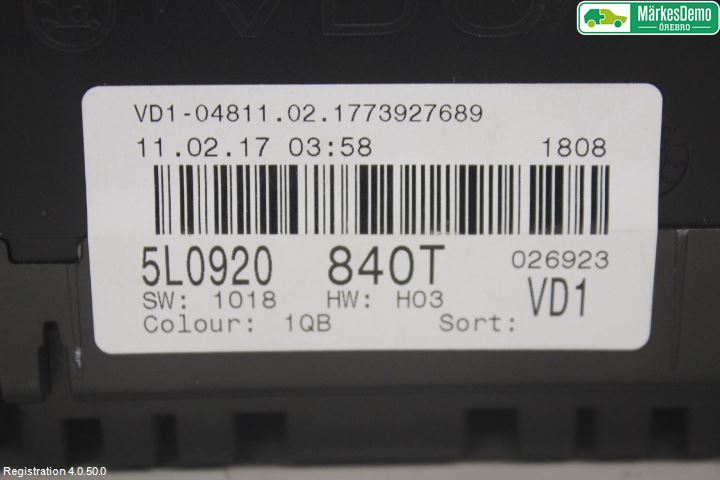 VDO
MärkesDemo
ÖREBRO
VD1-04811.02.1773927689
11.02.17 03:58 1808
5L0920 840T 026923
SW: 1018 HW: H03 VD1
Colour: 1QB Sort:
Registration 4.0.50.0